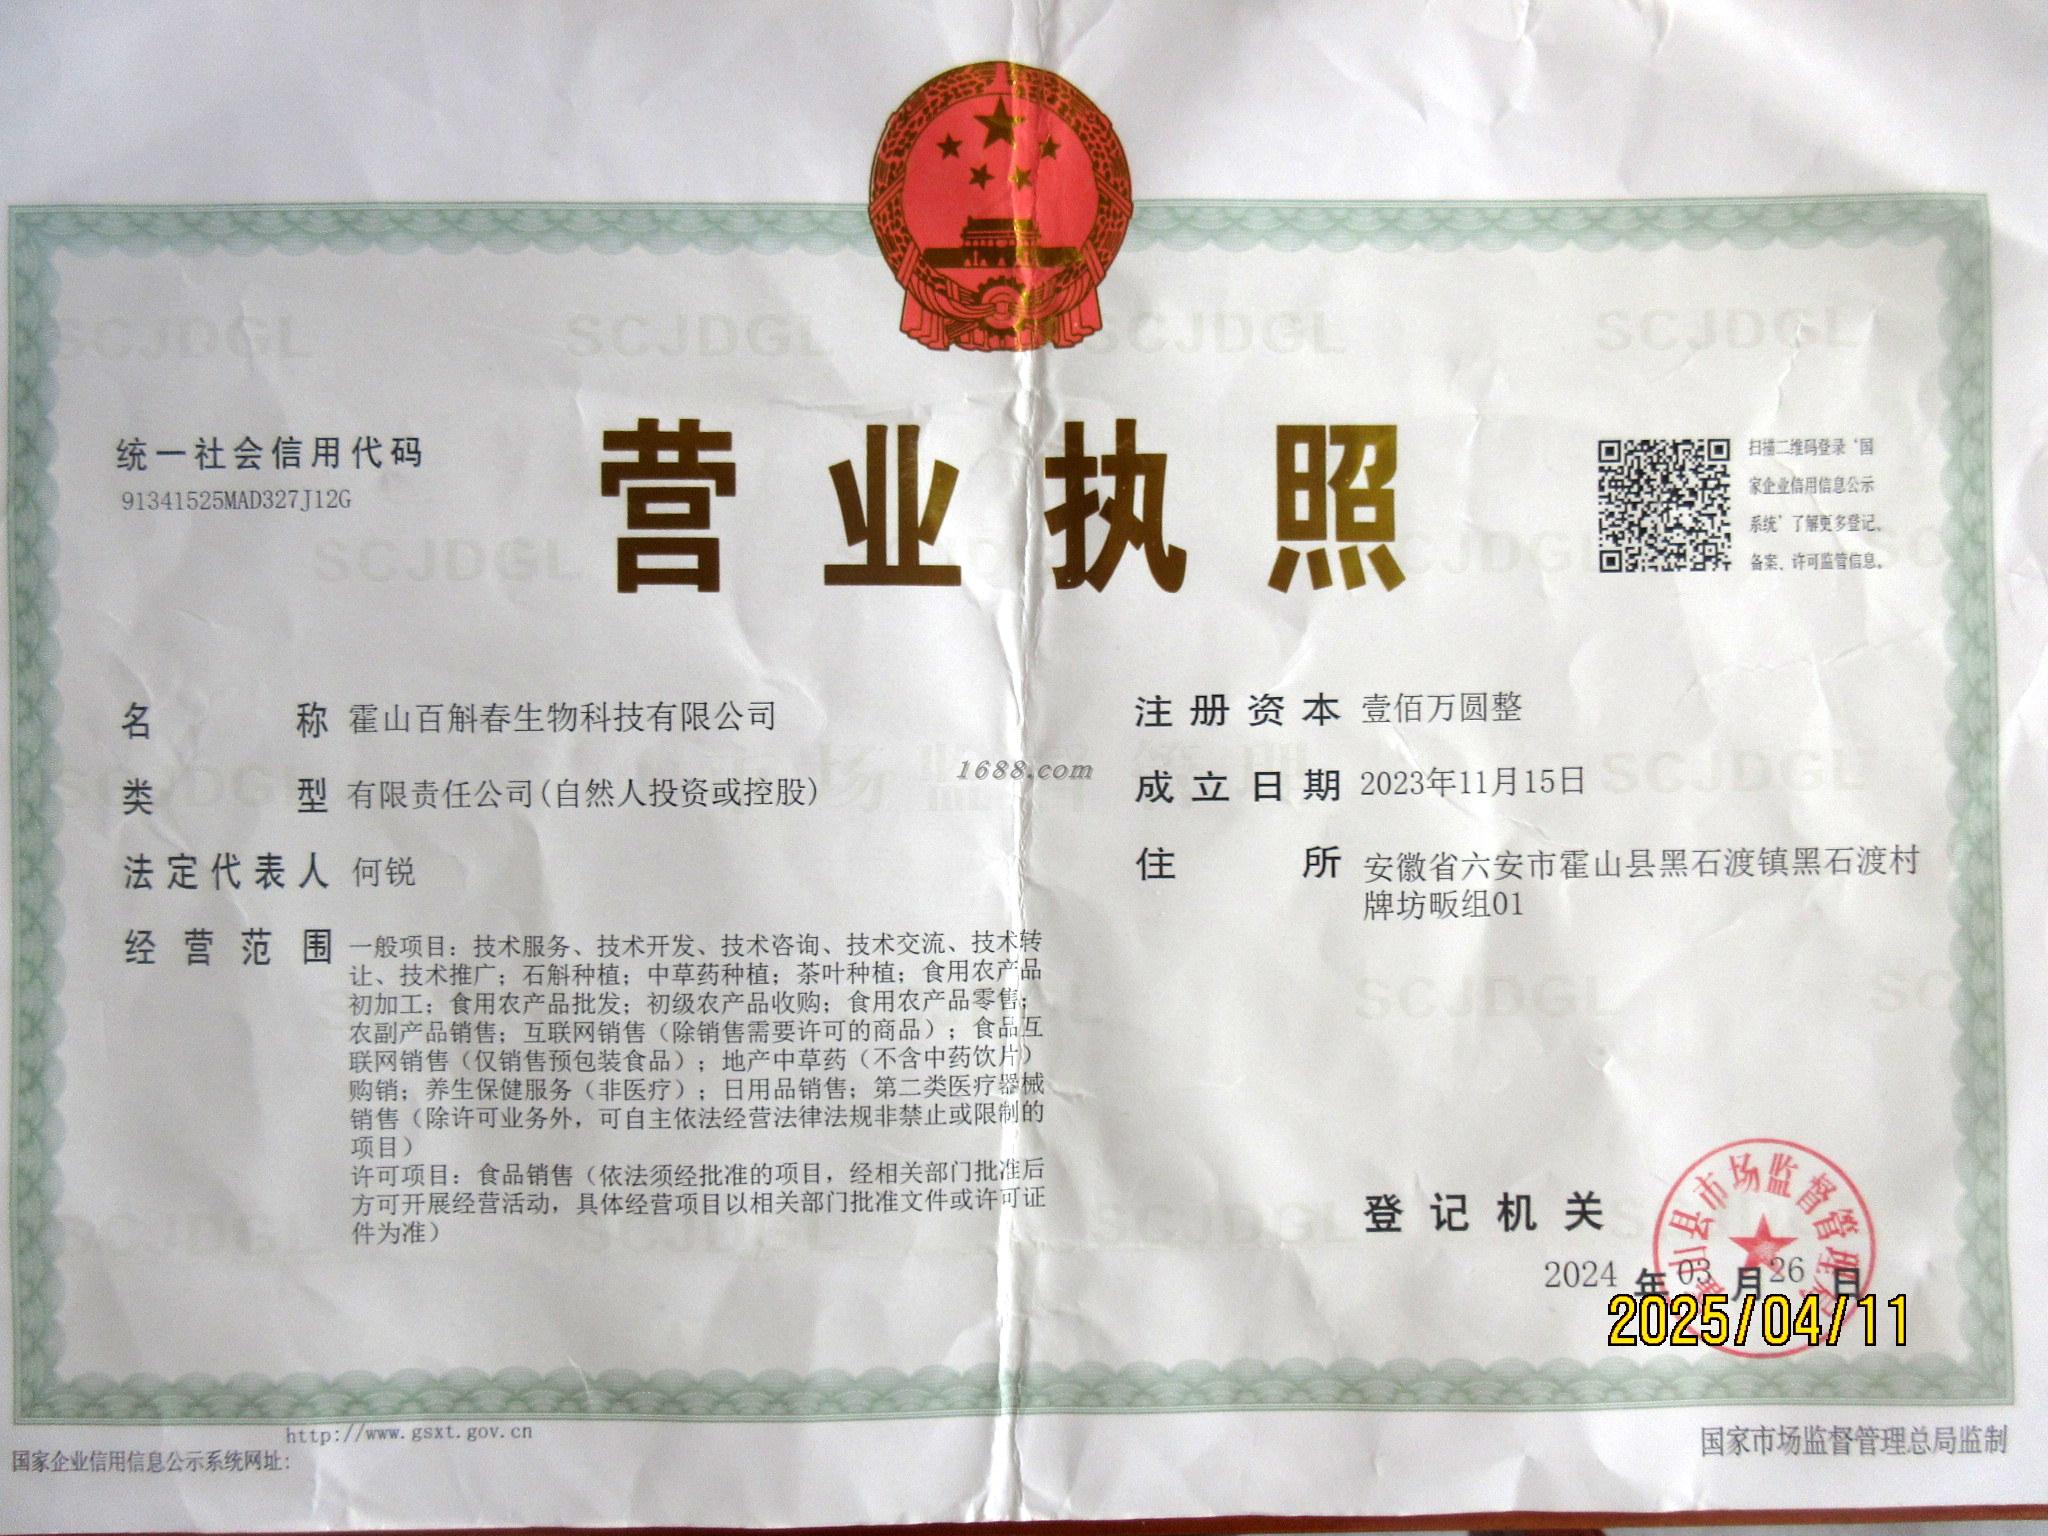 统一社会信用代码
91341525MAD327J12G
营业执照
扫描二维码登录‘国
家企业信用信息公示
系统’了解更多登记、
备案、许可监管信息。
名称 霍山百斛春生物科技有限公司
类型 有限责任公司(自然人投资或控股)
法定代表人 何锐
经营范围 一般项目：技术服务、技术开发、技术咨询、技术交流、技术转
让、技术推广；石斛种植；中草药种植；茶叶种植；食用农产品
初加工；食用农产品批发；初级农产品收购；食用农产品零售；
农副产品销售；互联网销售（除销售需要许可的商品）；食品互
联网销售（仅销售预包装食品）；地产中草药（不含中药饮片）
购销；养生保健服务（非医疗）；日用品销售；第二类医疗器械
销售（除许可业务外，可自主依法经营法律法规非禁止或限制的
项目）
许可项目：食品销售（依法须经批准的项目，经相关部门批准后
方可开展经营活动，具体经营项目以相关部门批准文件或许可证
件为准）
注册资本 壹佰万圆整
成立日期 2023年11月15日
住所 安徽省六安市霍山县黑石渡镇黑石渡村
牌坊畈组01
1688.com
登记机关
霍山县市场监督管理局
2024年03月26日
2025/04/11
http://www.gsxt.gov.cn
国家企业信用信息公示系统网址：
国家市场监督管理总局监制
SCJDGL